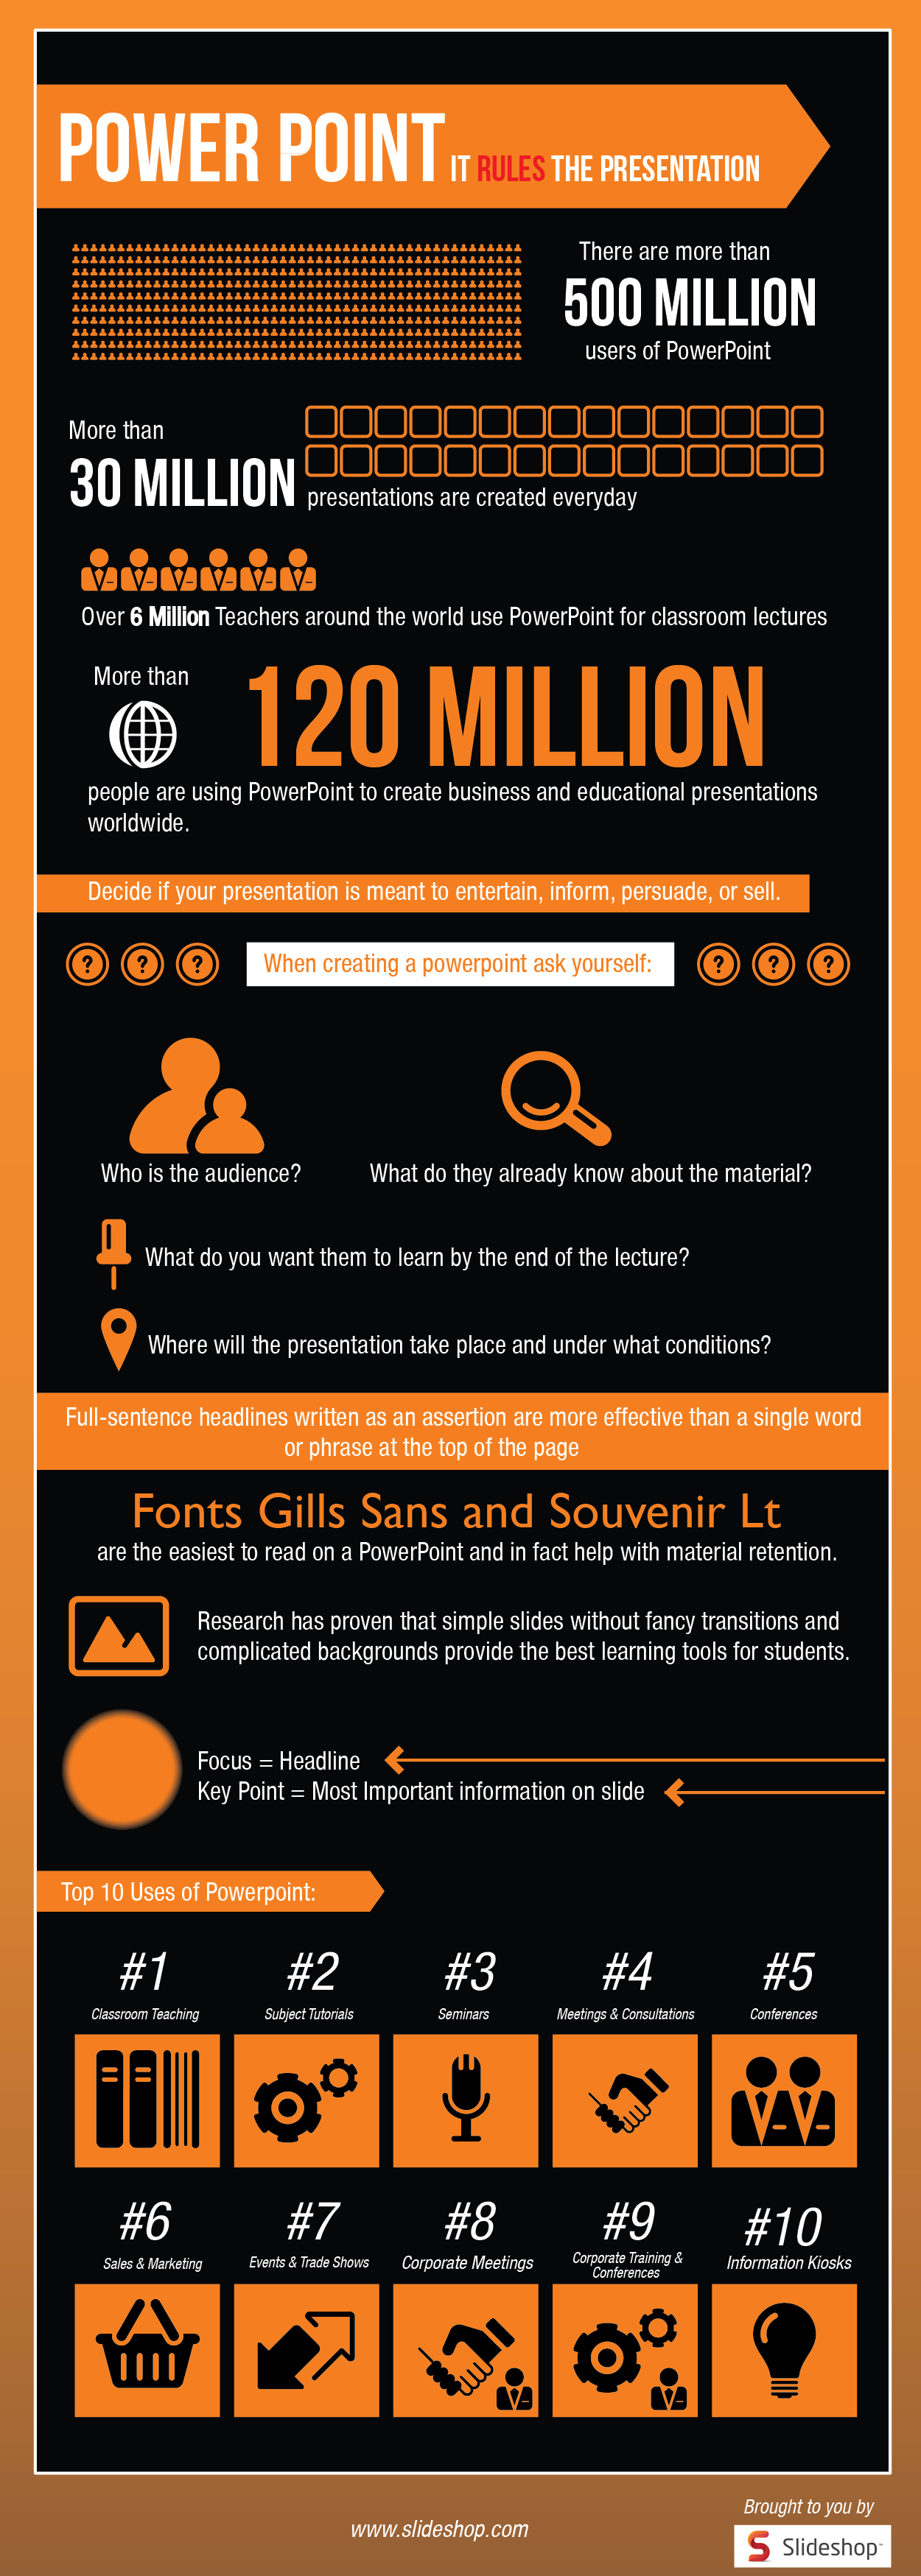 POWER POINT IT RULES THE PRESENTATION
There are more than
500 MILLION
users of PowerPoint
More than
30 MILLION
presentations are created everyday
Over 6 Million Teachers around the world use PowerPoint for classroom lectures
More than
120 MILLION
people are using PowerPoint to create business and educational presentations
worldwide.
Decide if your presentation is meant to entertain, inform, persuade, or sell.
? ? ? When creating a powerpoint ask yourself: ? ? ?
Who is the audience?
What do they already know about the material?
What do you want them to learn by the end of the lecture?
Where will the presentation take place and under what conditions?
Full-sentence headlines written as an assertion are more effective than a single word
or phrase at the top of the page
Fonts Gills Sans and Souvenir Lt
are the easiest to read on a PowerPoint and in fact help with material retention.
Research has proven that simple slides without fancy transitions and
complicated backgrounds provide the best learning tools for students.
Focus = Headline
Key Point = Most Important information on slide
Top 10 Uses of Powerpoint:
#1
Classroom Teaching
#2
Subject Tutorials
#3
Seminars
#4
Meetings & Consultations
#5
Conferences
#6
Sales & Marketing
#7
Events & Trade Shows
#8
Corporate Meetings
#9
Corporate Training &
Conferences
#10
Information Kiosks
www.slideshop.com
Brought to you by
S Slideshop